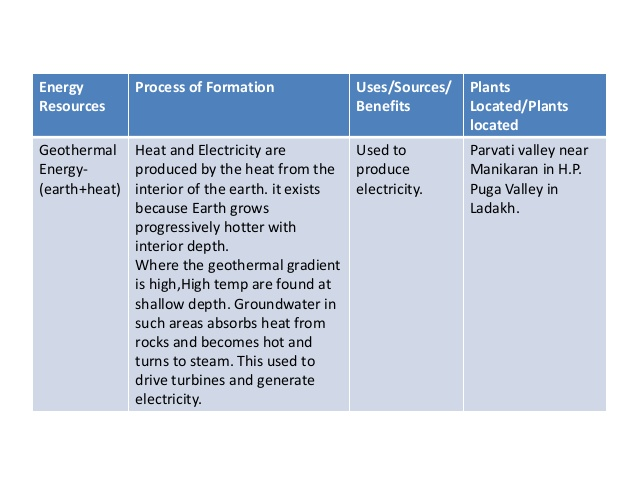 Energy
Resources
Process of Formation
Uses/Sources/
Benefits
Plants
Located/Plants
located
Geothermal
Energy-
(earth+heat)
Heat and Electricity are
produced by the heat from the
interior of the earth. it exists
because Earth grows
progressively hotter with
interior depth.
Where the geothermal gradient
is high,High temp are found at
shallow depth. Groundwater in
such areas absorbs heat from
rocks and becomes hot and
turns to steam. This used to
drive turbines and generate
electricity.
Used to
produce
electricity.
Parvati valley near
Manikaran in H.P.
Puga Valley in
Ladakh.